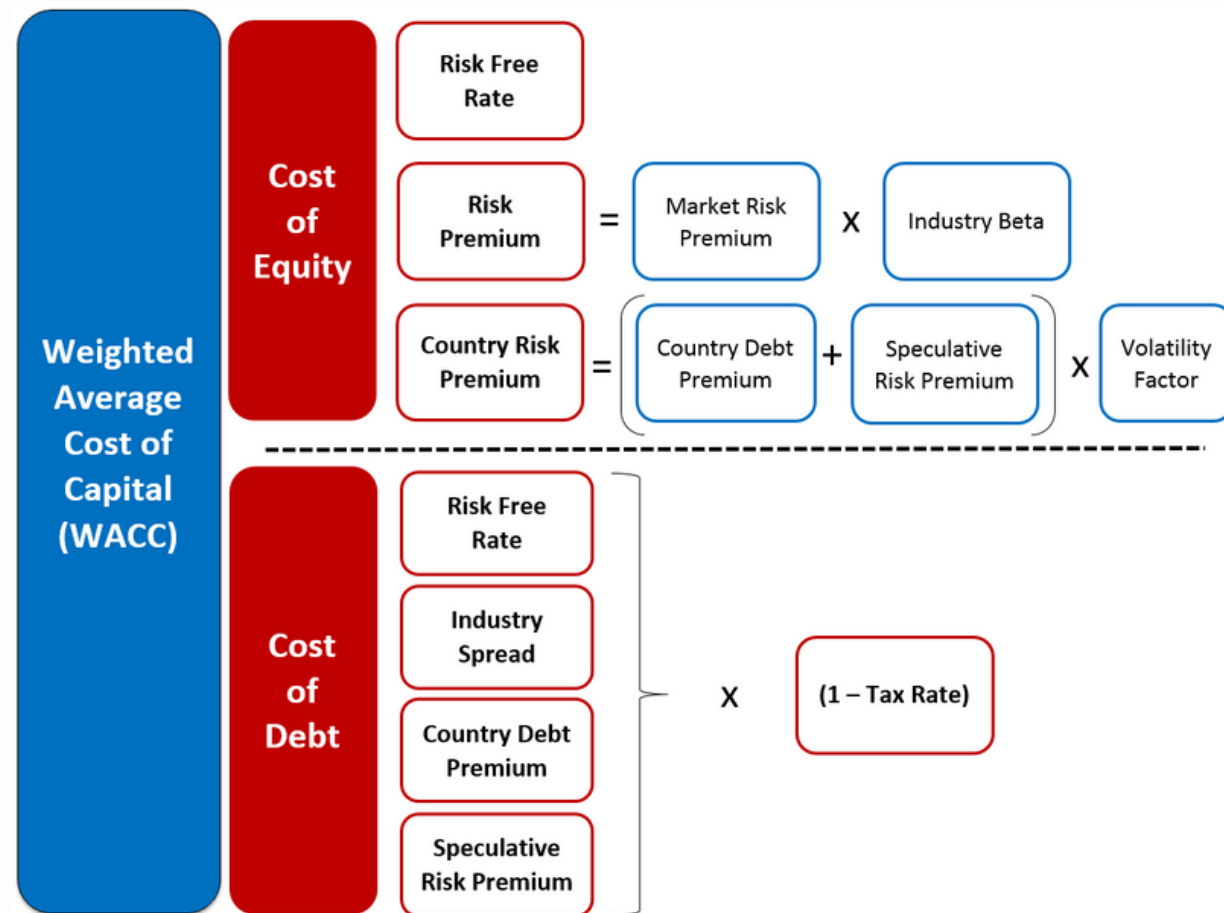 Weighted
Average
Cost of
Capital
(WACC)
Cost
of
Equity
Risk Free
Rate
Risk
Premium
=
Market Risk
Premium
x
Industry Beta
Country Risk
Premium
=
(
Country Debt
Premium
+
Speculative
Risk Premium
)
x
Volatility
Factor
Cost
of
Debt
Risk Free
Rate
Industry
Spread
Country Debt
Premium
Speculative
Risk Premium
x
(1 – Tax Rate)